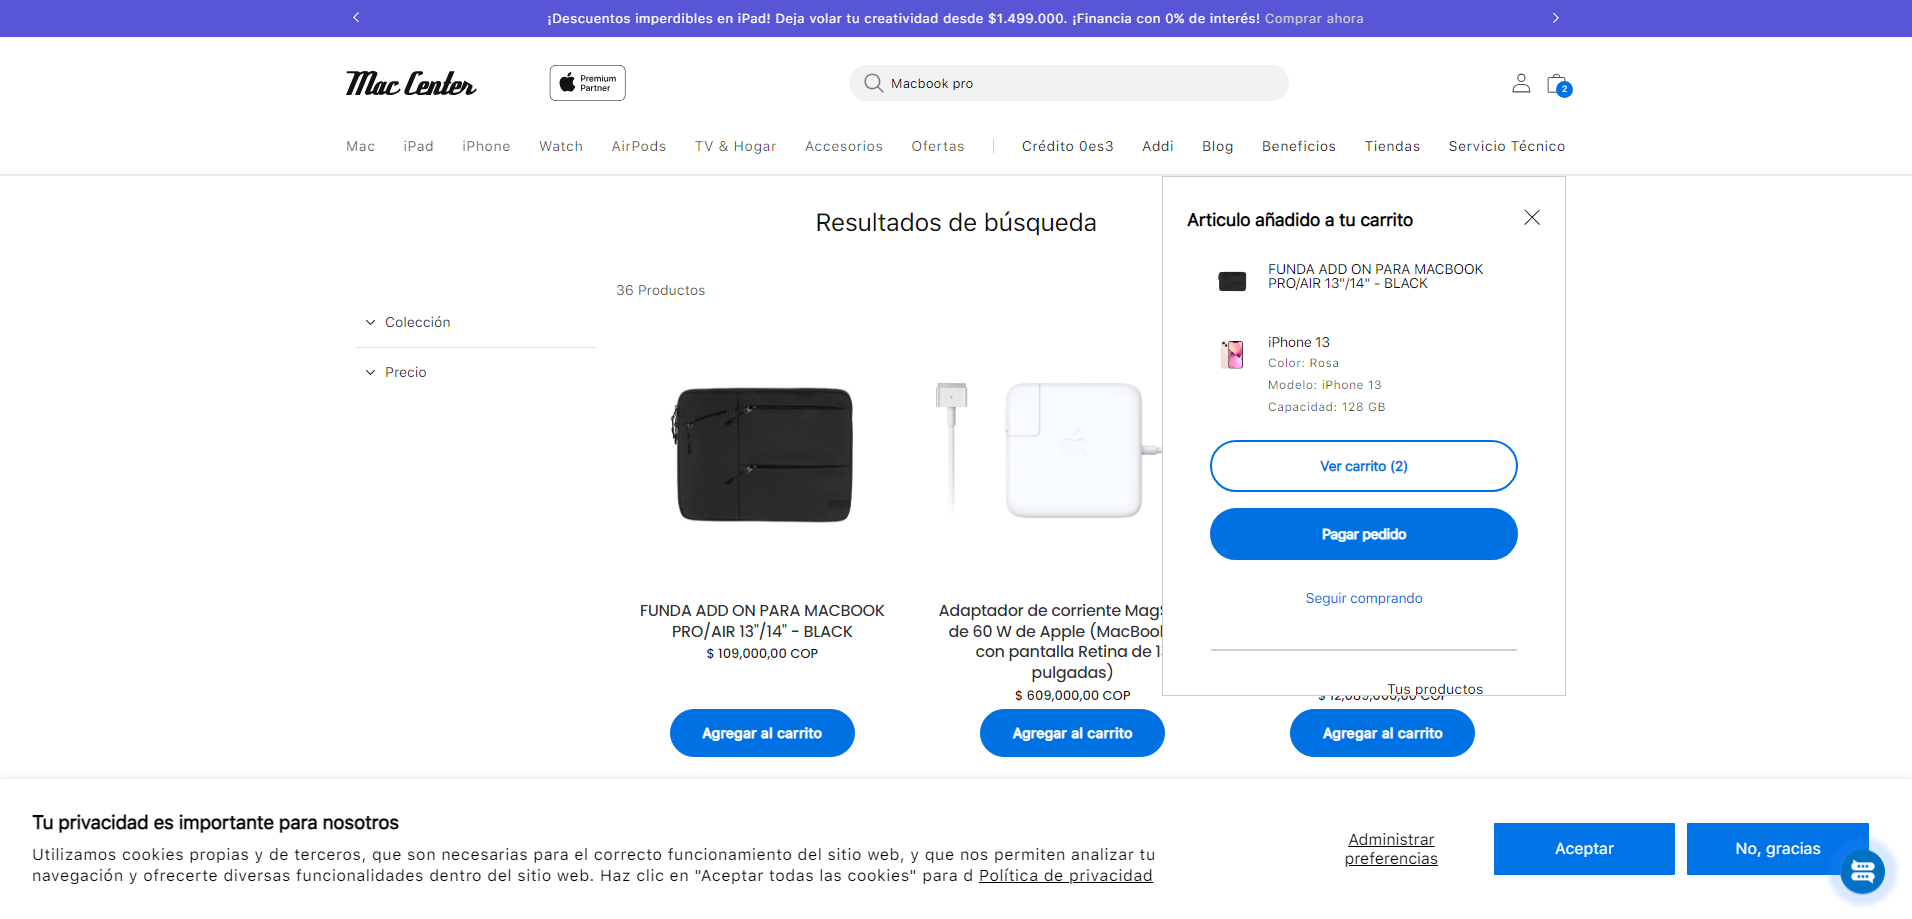 ¡Descuentos imperdibles en iPad! Deja volar tu creatividad desde $1.499.000. ¡Financia con 0% de interés! Comprar ahora
Mac Center
Premium
Partner
Macbook pro
2
Mac iPad iPhone Watch AirPods TV & Hogar Accesorios Ofertas Crédito 0es3 Addi Blog Beneficios Tiendas Servicio Técnico
Resultados de búsqueda
36 Productos
Colección
Precio
FUNDA ADD ON PARA MACBOOK
PRO/AIR 13"/14" - BLACK
$ 109,000,00 COP
Agregar al carrito
Adaptador de corriente Mag
de 60 W de Apple (MacBoo
con pantalla Retina de 1
pulgadas)
$ 609,000,00 COP
Agregar al carrito
Articulo añadido a tu carrito
FUNDA ADD ON PARA MACBOOK
PRO/AIR 13"/14" - BLACK
iPhone 13
Color: Rosa
Modelo: iPhone 13
Capacidad: 128 GB
Ver carrito (2)
Pagar pedido
Seguir comprando
Tus productos
Agregar al carrito
Tu privacidad es importante para nosotros
Utilizamos cookies propias y de terceros, que son necesarias para el correcto funcionamiento del sitio web, y que nos permiten analizar tu
navegación y ofrecerte diversas funcionalidades dentro del sitio web. Haz clic en "Aceptar todas las cookies" para d Política de privacidad
Administrar
preferencias
Aceptar
No, gracias